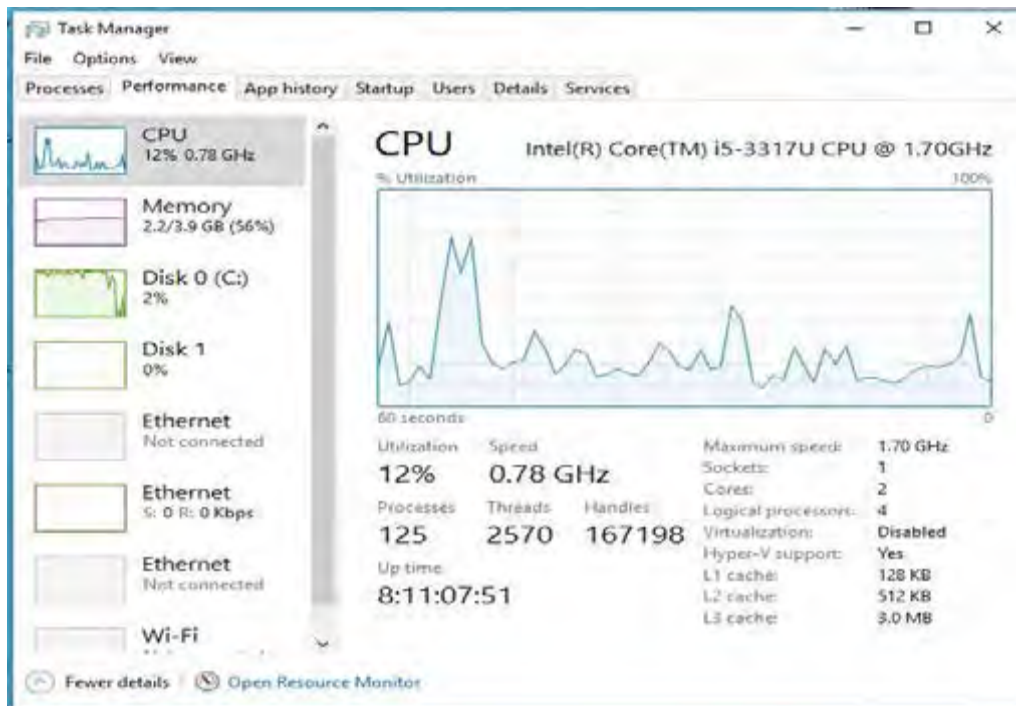 Task Manager
File Options View
Processes Performance App history Startup Users Details Services
CPU
12% 0.78 GHz
Memory
2.2/3.9 GB (56%)
Disk 0 (C:)
2%
Disk 1
0%
Ethernet
Not connected
Ethernet
S: 0 R: 0 Kbps
Ethernet
Not connected
Wi-Fi
CPU Intel(R) Core(TM) i5-3317U CPU @ 1.70GHz
% Utilization 100%
60 seconds 0
Utilization Speed
12% 0.78 GHz
Processes Threads Handles
125 2570 167198
Up time
8:11:07:51
Maximum speed: 1.70 GHz
Sockets: 1
Cores: 2
Logical processors: 4
Virtualization: Disabled
Hyper-V support: Yes
L1 cache: 128 KB
L2 cache: 512 KB
L3 cache: 3.0 MB
Fewer details Open Resource Monitor